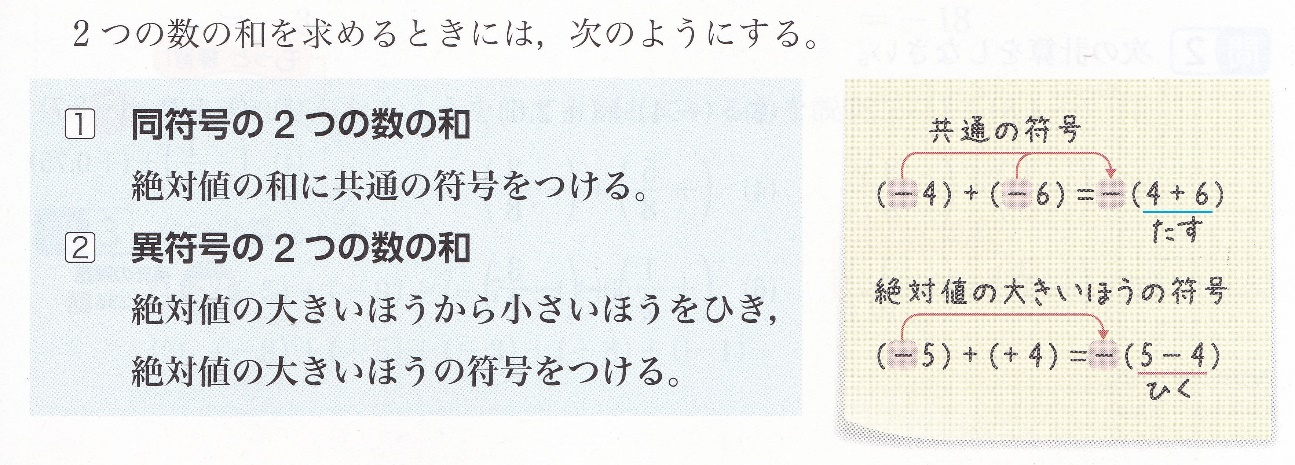 2つの数の和を求めるときには，次のようにする。
1 同符号の2つの数の和
絶対値の和に共通の符号をつける。
2 異符号の2つの数の和
絶対値の大きいほうから小さいほうをひき，
絶対値の大きいほうの符号をつける。
共通の符号
(－4)＋(－6)＝－(4＋6)
たす
絶対値の大きいほうの符号
(－5)＋(＋4)＝－(5－4)
ひく